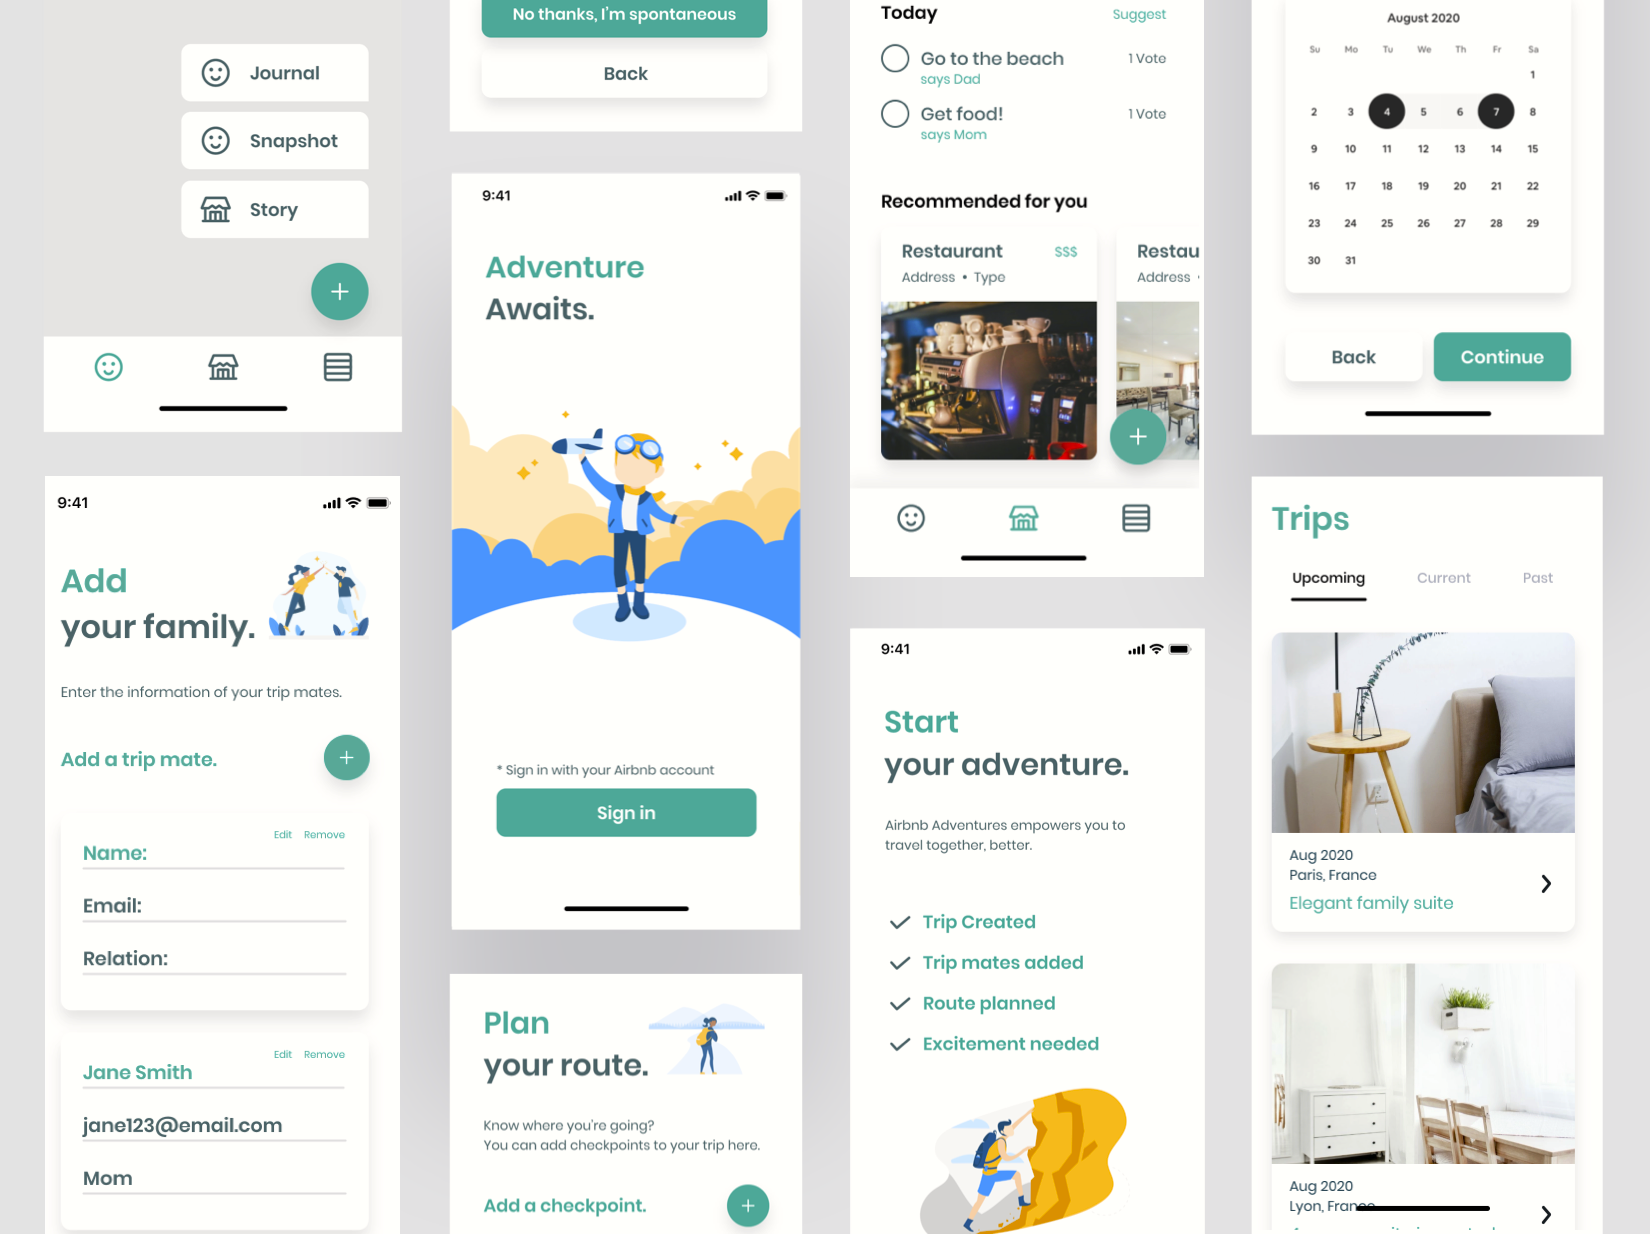 Journal
Snapshot
Story
9:41
Add
your family.
Enter the information of your trip mates.
Add a trip mate.
Edit Remove
Name:
Email:
Relation:
Edit Remove
Jane Smith
jane123@email.com
Mom
No thanks, I'm spontaneous
Back
9:41
Adventure
Awaits.
* Sign in with your Airbnb account
Sign in
Plan
your route.
Know where you're going?
You can add checkpoints to your trip here.
Add a checkpoint.
Today Suggest
Go to the beach 1 Vote
says Dad
Get food! 1 Vote
says Mom
Recommended for you
Restaurant $$$
Address • Type
Restau
Address •
9:41
Start
your adventure.
Airbnb Adventures empowers you to
travel together, better.
Trip Created
Trip mates added
Route planned
Excitement needed
August 2020
Su Mo Tu We Th Fr Sa
1
2 3 4 5 6 7 8
9 10 11 12 13 14 15
16 17 18 19 20 21 22
23 24 25 26 27 28 29
30 31
Back Continue
Trips
Upcoming Current Past
Aug 2020
Paris, France
Elegant family suite
Aug 2020
Lyon, France